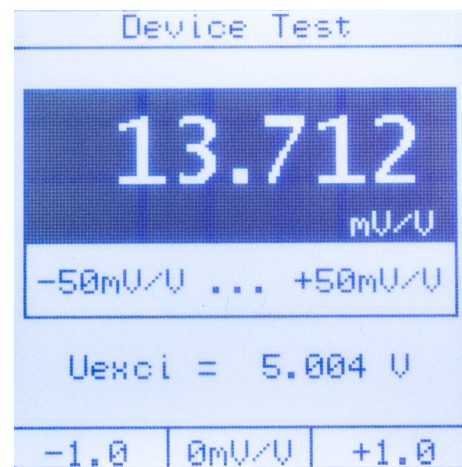 Device Test
13.712
mV/V
-50mV/V ... +50mV/V
Uexci = 5.004 V
-1.0 0mV/V +1.0